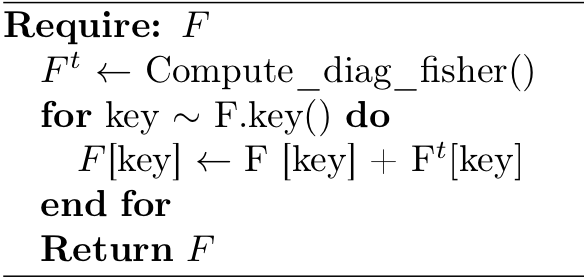 Require: F
F^t ← Compute_diag_fisher()
for key ∼ F.key() do
F[key] ← F [key] + F^t[key]
end for
Return F